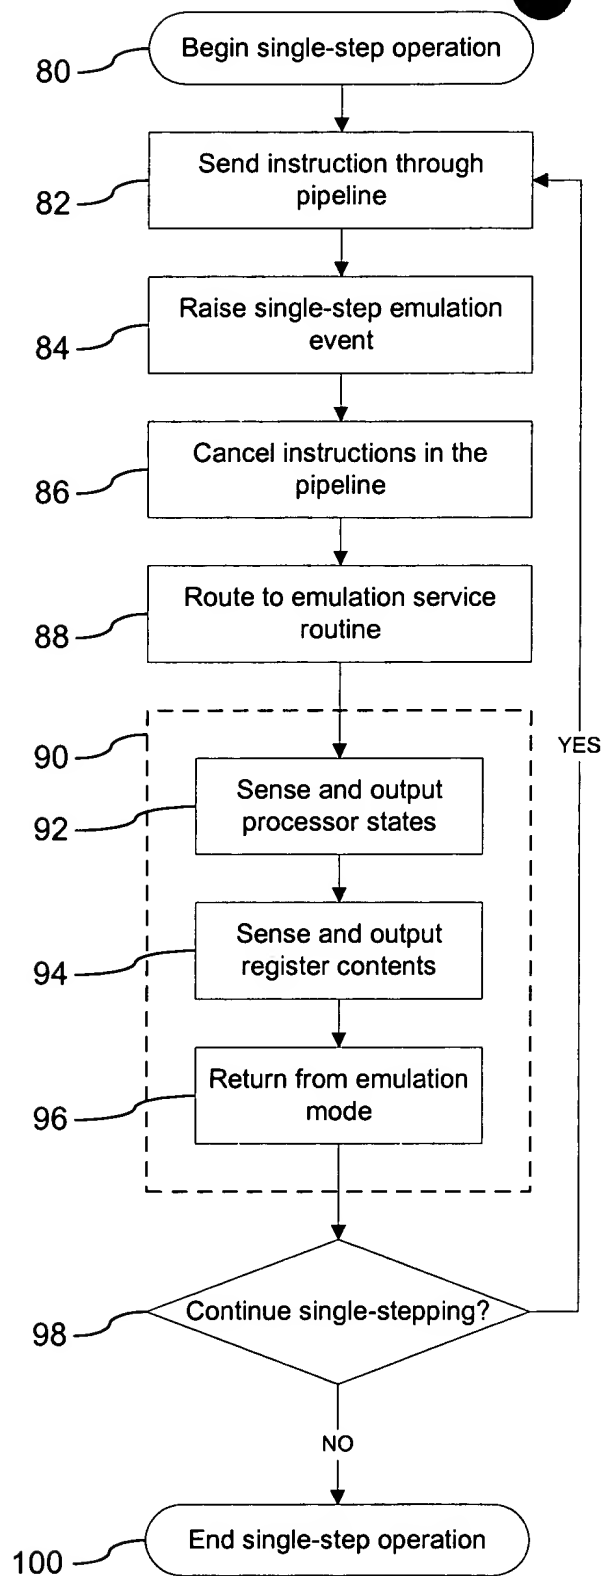 80
Begin single-step operation
82
Send instruction through
pipeline
84
Raise single-step emulation
event
86
Cancel instructions in the
pipeline
88
Route to emulation service
routine
90
YES
92
Sense and output
processor states
94
Sense and output
register contents
96
Return from emulation
mode
98
Continue single-stepping?
NO
100
End single-step operation